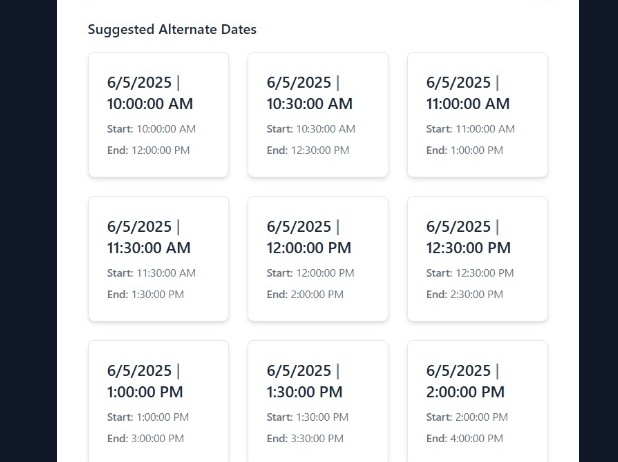 Suggested Alternate Dates
6/5/2025 |
10:00:00 AM
Start: 10:00:00 AM
End: 12:00:00 PM
6/5/2025 |
10:30:00 AM
Start: 10:30:00 AM
End: 12:30:00 PM
6/5/2025 |
11:00:00 AM
Start: 11:00:00 AM
End: 1:00:00 PM
6/5/2025 |
11:30:00 AM
Start: 11:30:00 AM
End: 1:30:00 PM
6/5/2025 |
12:00:00 PM
Start: 12:00:00 PM
End: 2:00:00 PM
6/5/2025 |
12:30:00 PM
Start: 12:30:00 PM
End: 2:30:00 PM
6/5/2025 |
1:00:00 PM
Start: 1:00:00 PM
End: 3:00:00 PM
6/5/2025 |
1:30:00 PM
Start: 1:30:00 PM
End: 3:30:00 PM
6/5/2025 |
2:00:00 PM
Start: 2:00:00 PM
End: 4:00:00 PM